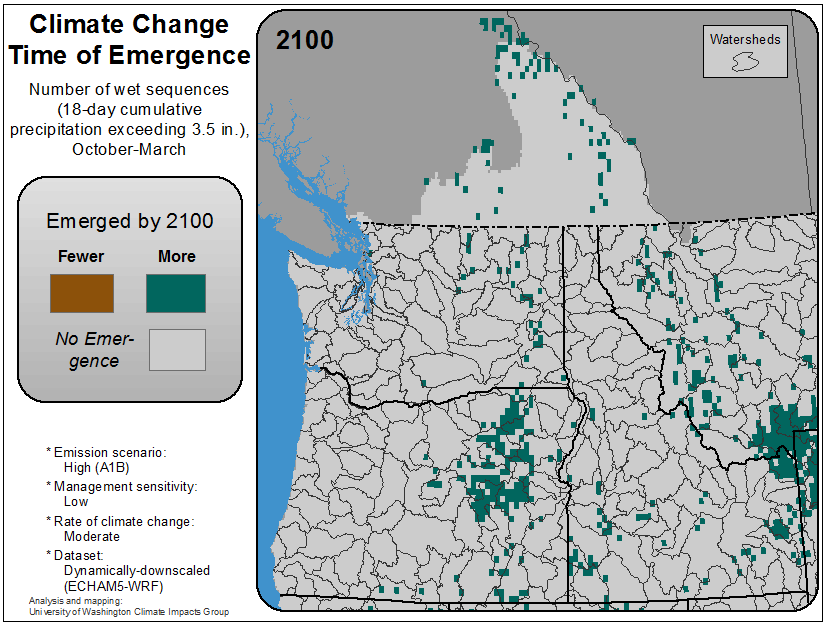 Climate Change
Time of Emergence
Number of wet sequences
(18-day cumulative
precipitation exceeding 3.5 in.),
October-March
Emerged by 2100
Fewer
More
No Emer-
gence
* Emission scenario:
High (A1B)
* Management sensitivity:
Low
* Rate of climate change:
Moderate
* Dataset:
Dynamically-downscaled
(ECHAM5-WRF)
Analysis and mapping:
University of Washington Climate Impacts Group
2100
Watersheds